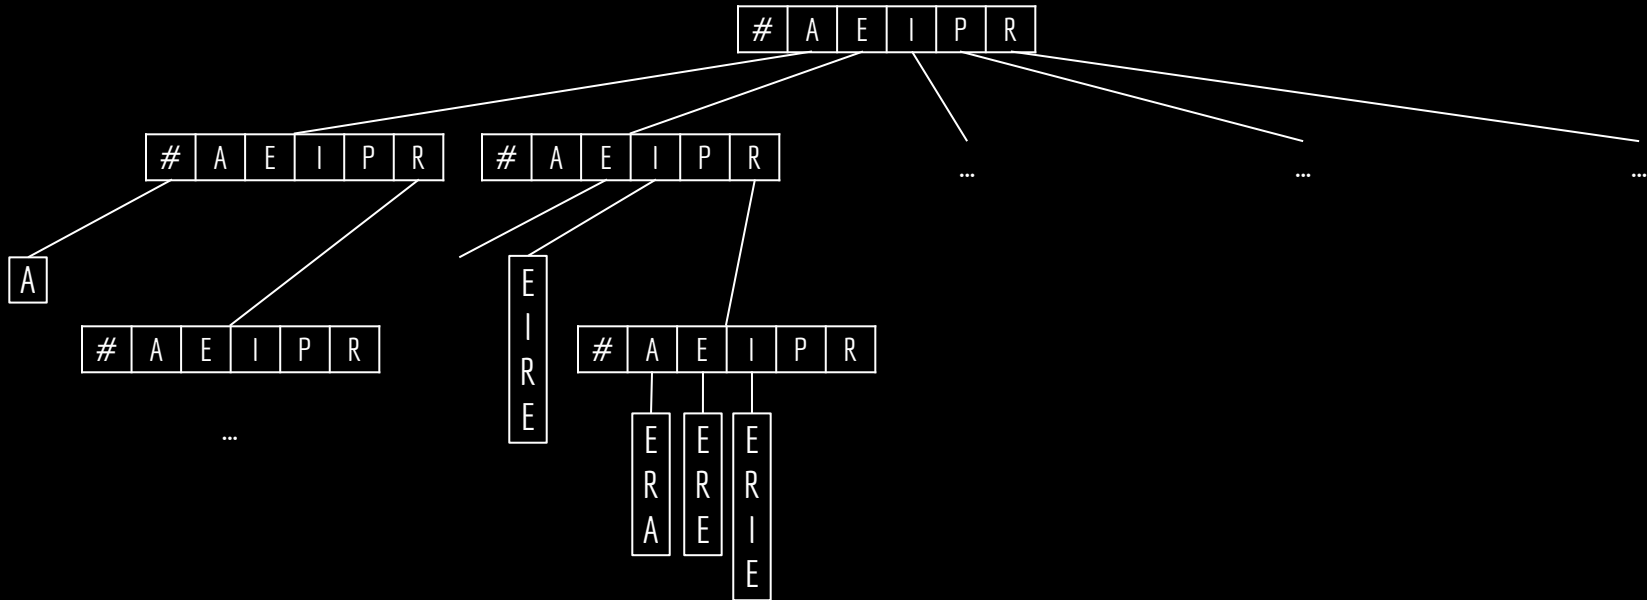 # A E I P R
# A E I P R
# A E I P R
...
...
...
A
EIRE
# A E I P R
# A E I P R
...
ERA
ERE
ERIE